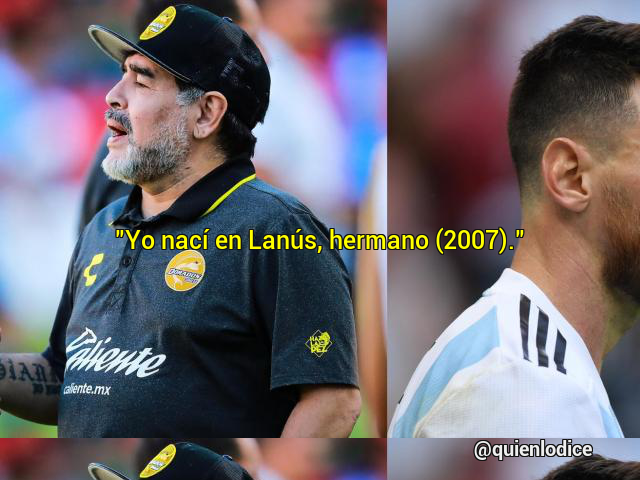 "Yo nací en Lanús, hermano (2007)."
DORADOS
Caliente
caliente.mx
@quienlodice